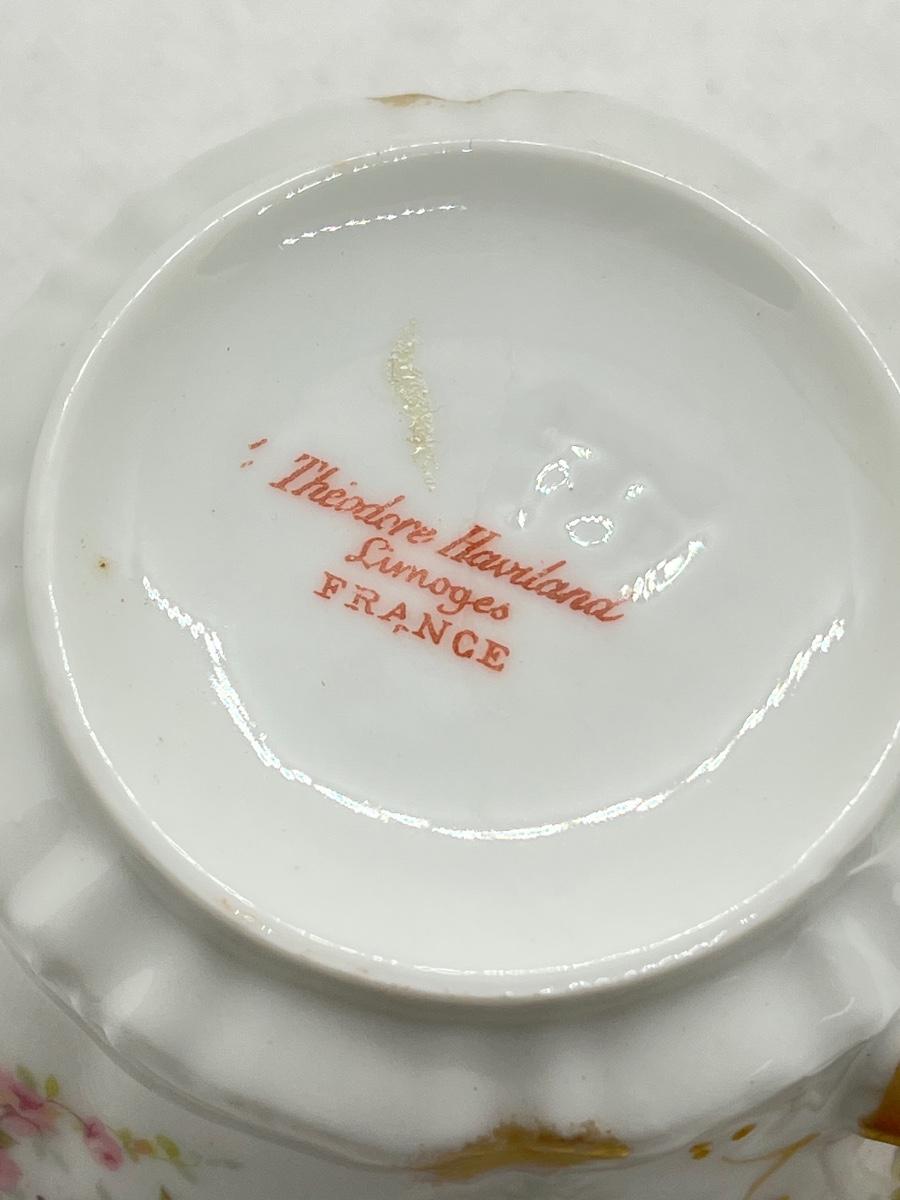 Théodore Haviland
Limoges
FRANCE